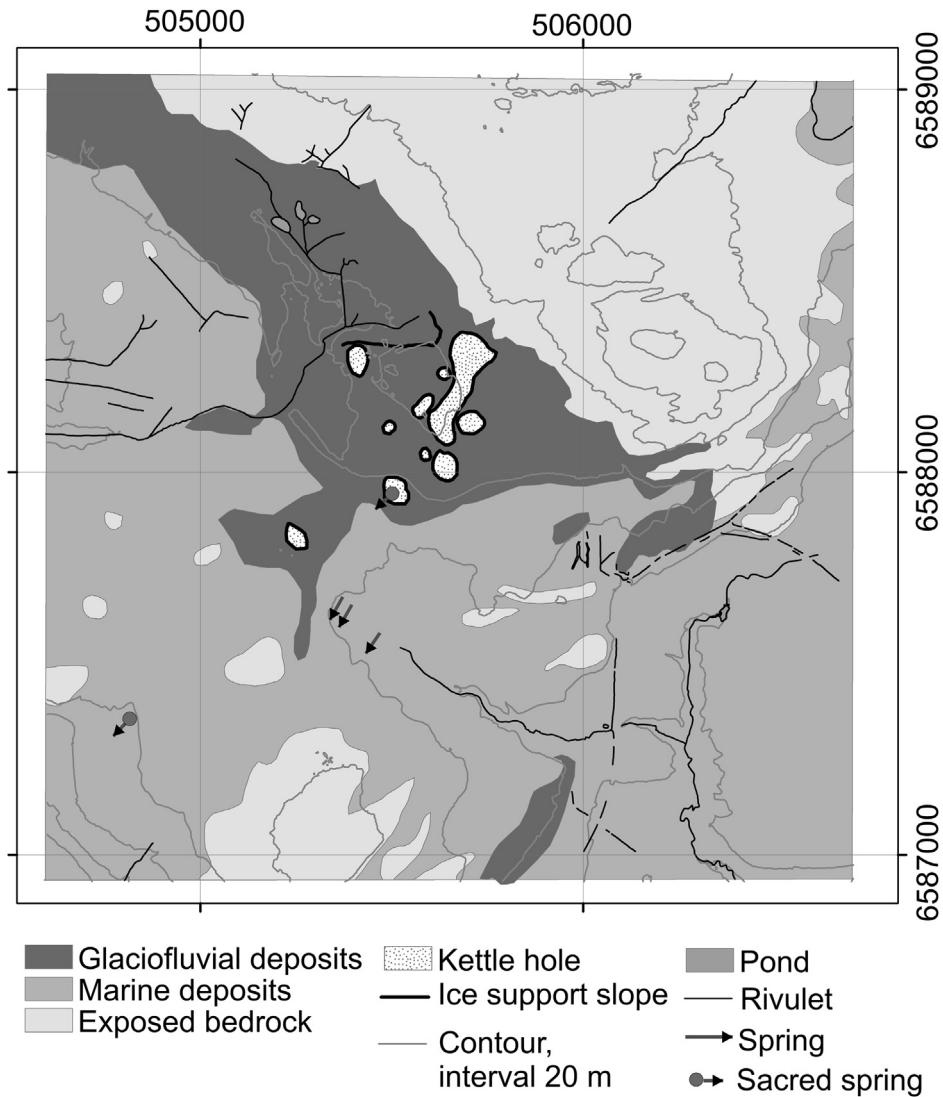 505000
506000
6589000
6588000
6587000
Glaciofluvial deposits
Marine deposits
Exposed bedrock
Kettle hole
Ice support slope
Contour,
interval 20 m
Pond
Rivulet
Spring
Sacred spring